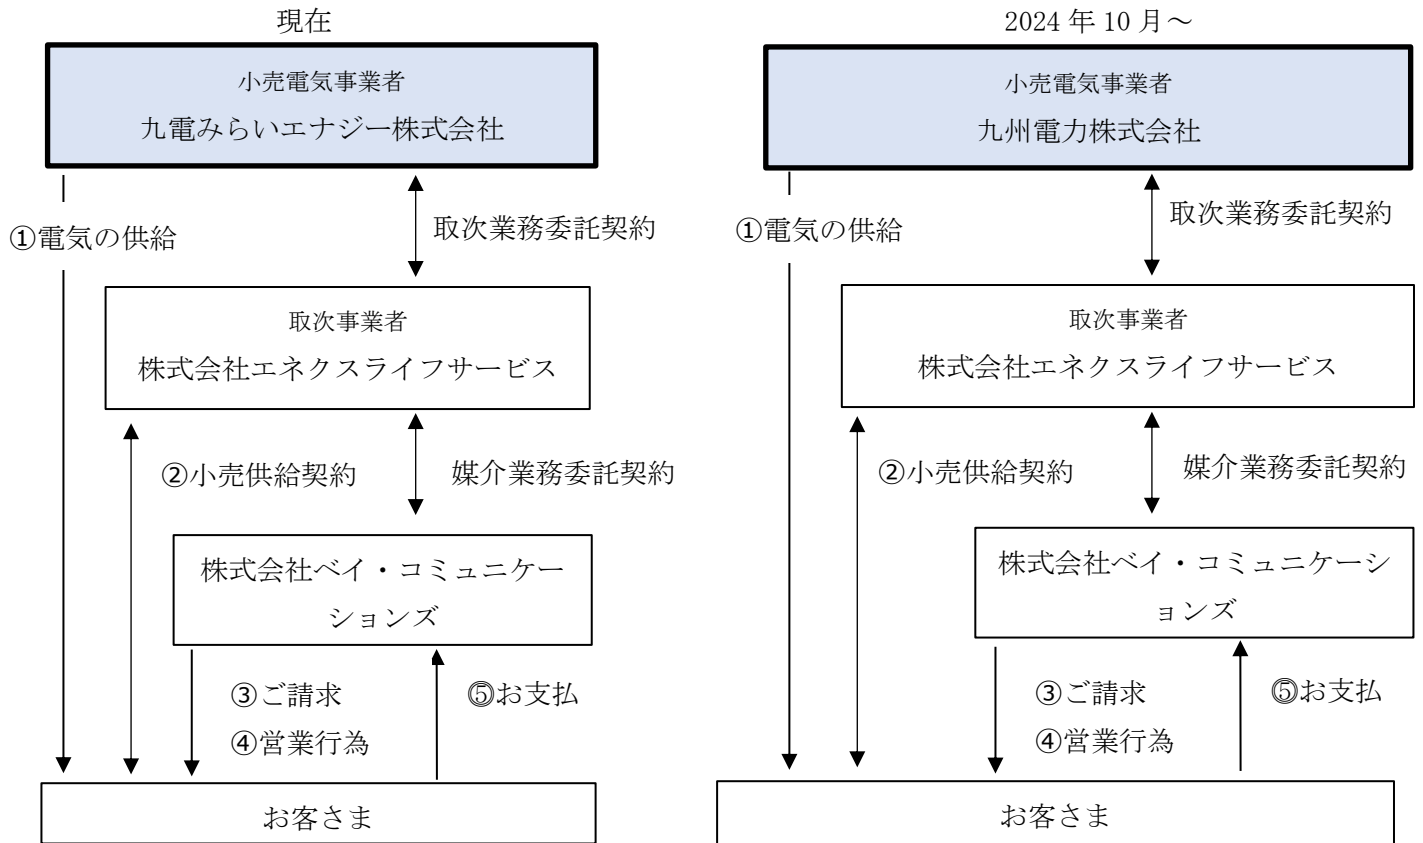 現在
小売電気事業者
九電みらいエナジー株式会社
①電気の供給
取次業務委託契約
取次事業者
株式会社エネクスライフサービス
②小売供給契約
媒介業務委託契約
株式会社ベイ・コミュニケー
ションズ
③ご請求
④営業行為
⑤お支払
お客さま
2024 年 10 月～
小売電気事業者
九州電力株式会社
①電気の供給
取次業務委託契約
取次事業者
株式会社エネクスライフサービス
②小売供給契約
媒介業務委託契約
株式会社ベイ・コミュニケーシ
ョンズ
③ご請求
④営業行為
⑤お支払
お客さま